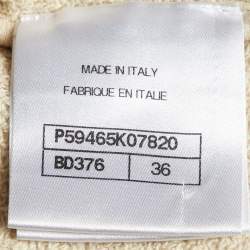 MADE IN ITALY
FABRIQUE EN ITALIE
P59465K07820
BD376 36